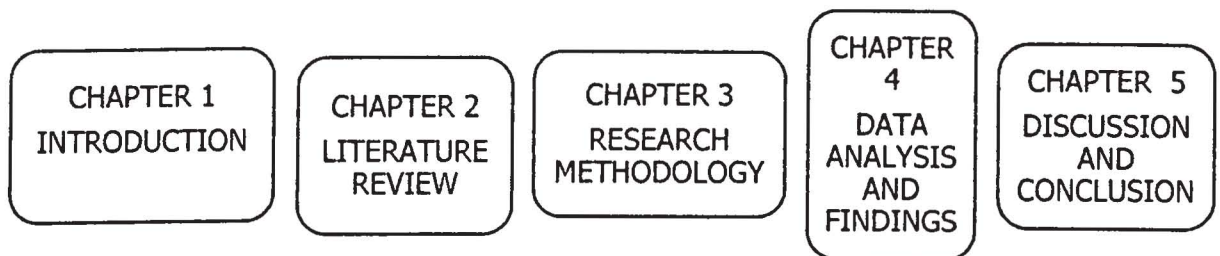 CHAPTER 1
INTRODUCTION
CHAPTER 2
LITERATURE
REVIEW
CHAPTER 3
RESEARCH
METHODOLOGY
CHAPTER
4
DATA
ANALYSIS
AND
FINDINGS
CHAPTER 5
DISCUSSION
AND
CONCLUSION